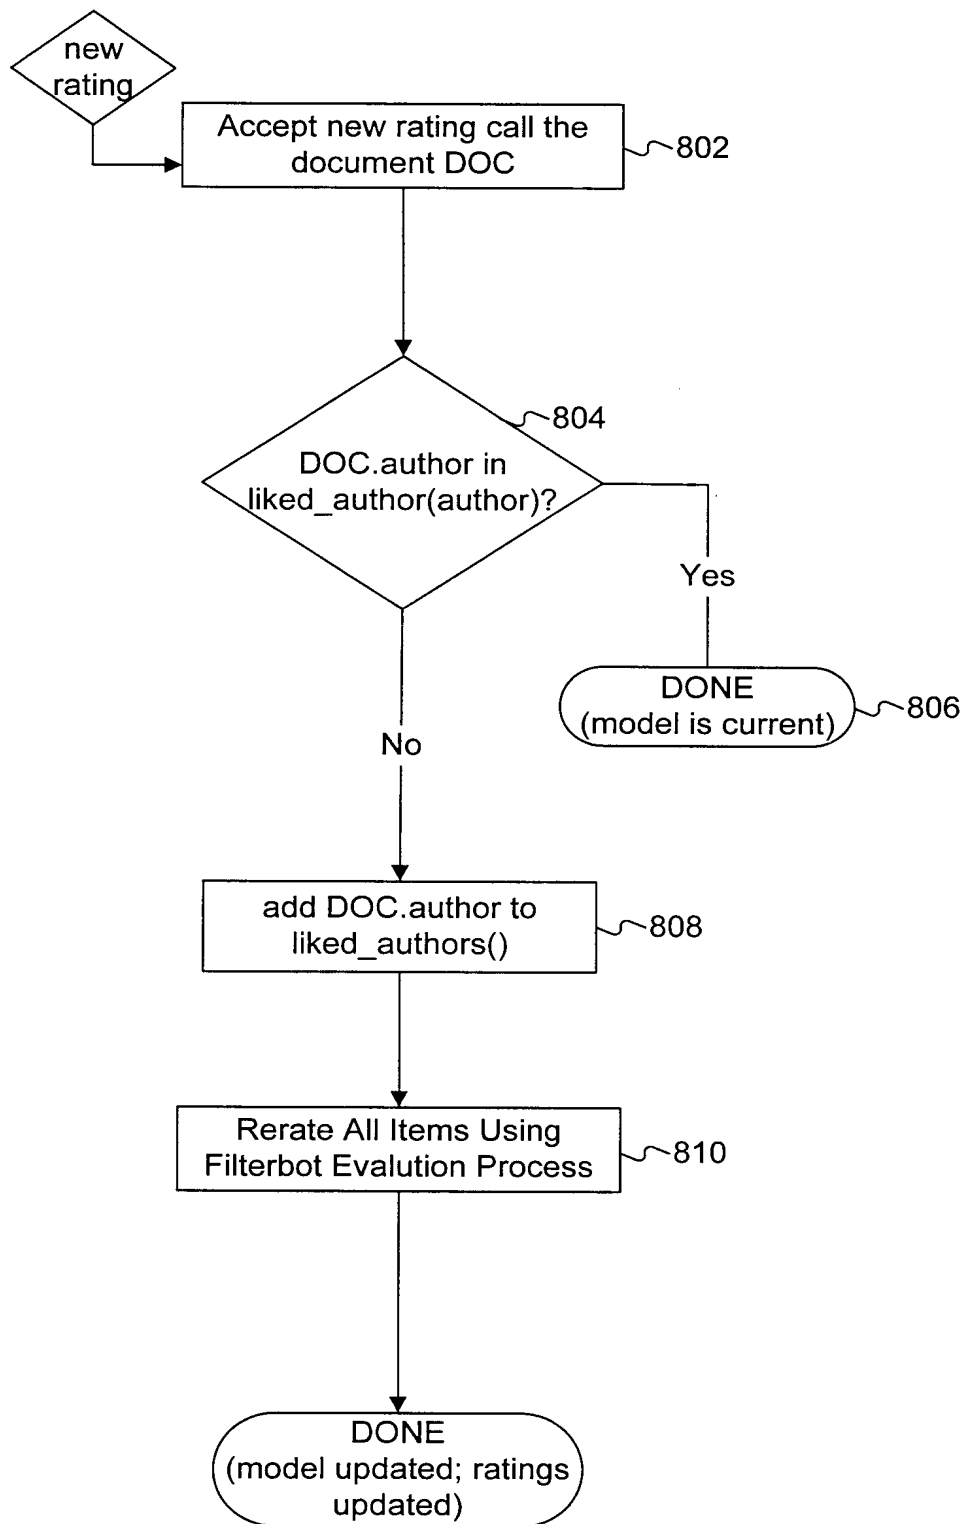 new
rating
Accept new rating call the
document DOC
802
804
DOC.author in
liked_author(author)?
Yes
DONE
(model is current)
806
No
add DOC.author to
liked_authors()
808
Rerate All Items Using
Filterbot Evalution Process
810
DONE
(model updated; ratings
updated)